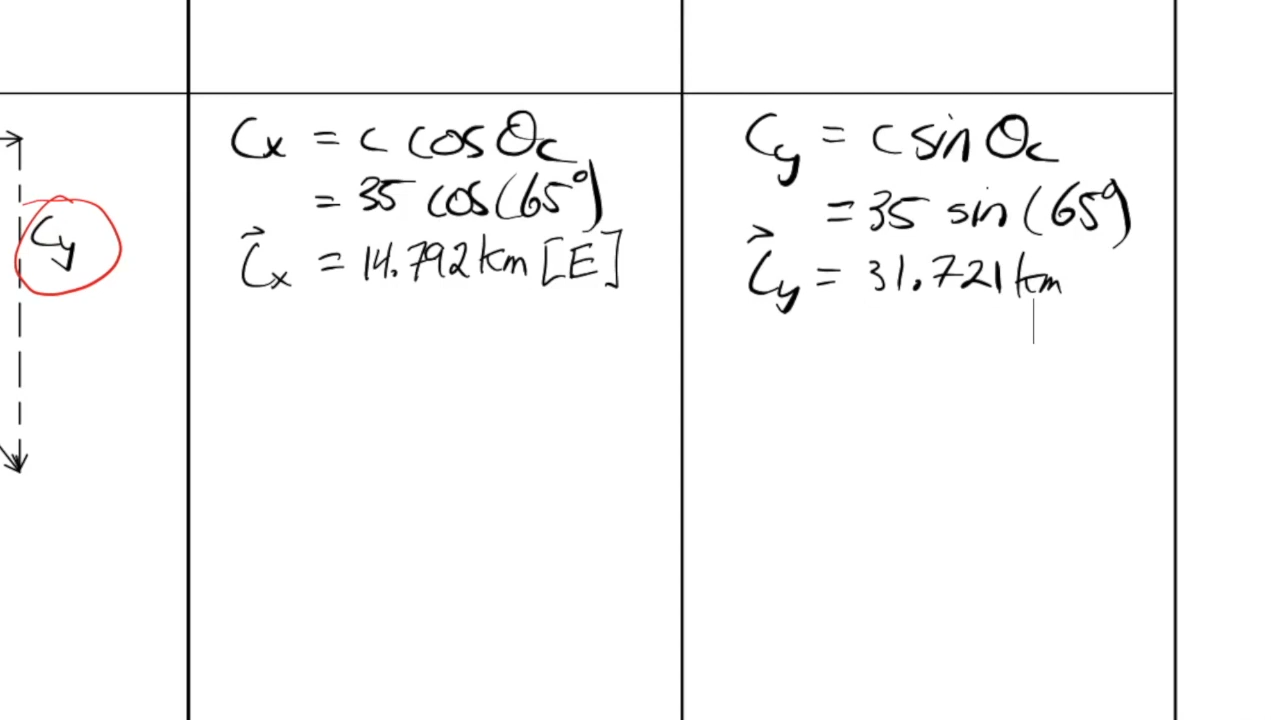 Cy
Cx = C cos θc
= 35 cos(65°)
C⃗x = 14.792 km [E]
Cy = C sin θc
= 35 sin(65°)
C⃗y = 31.721 km